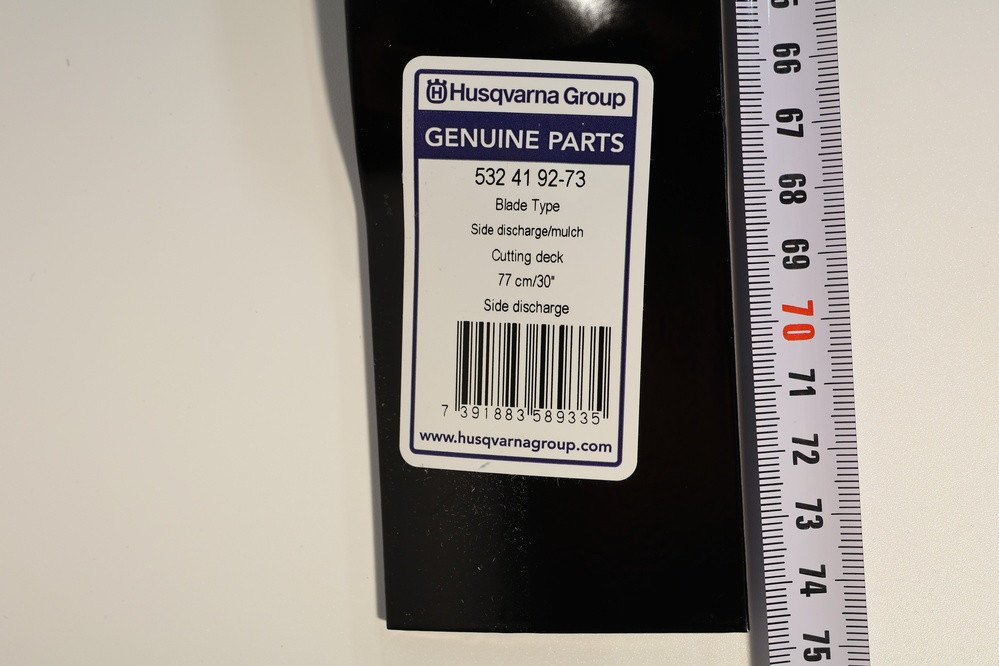 Husqvarna Group
GENUINE PARTS
532 41 92-73
Blade Type
Side discharge/mulch
Cutting deck
77 cm/30"
Side discharge
7 391883 589335
www.husqvarnagroup.com
66
67
68
69
70
71
72
73
74
75